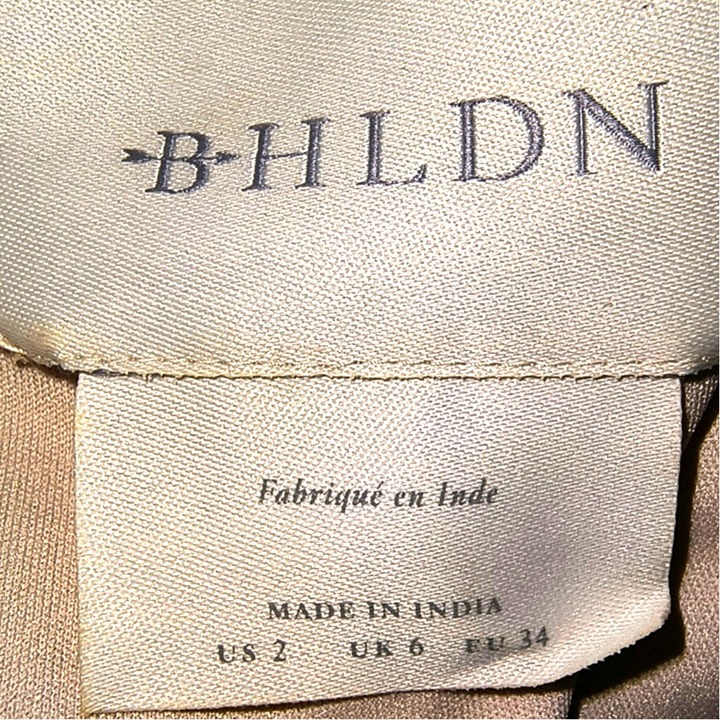 BHLDN
Fabriqué en Inde
MADE IN INDIA
US 2 UK 6 EU 34